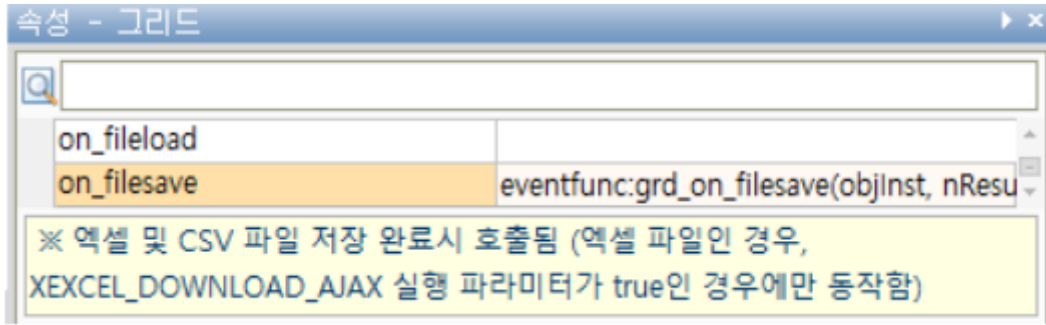 속성 - 그리드
on_fileload
on_filesave eventfunc:grd_on_filesave(objInst, nResu
※ 엑셀 및 CSV 파일 저장 완료시 호출됨 (엑셀 파일인 경우,
XEXCEL_DOWNLOAD_AJAX 실행 파라미터가 true인 경우에만 동작함)